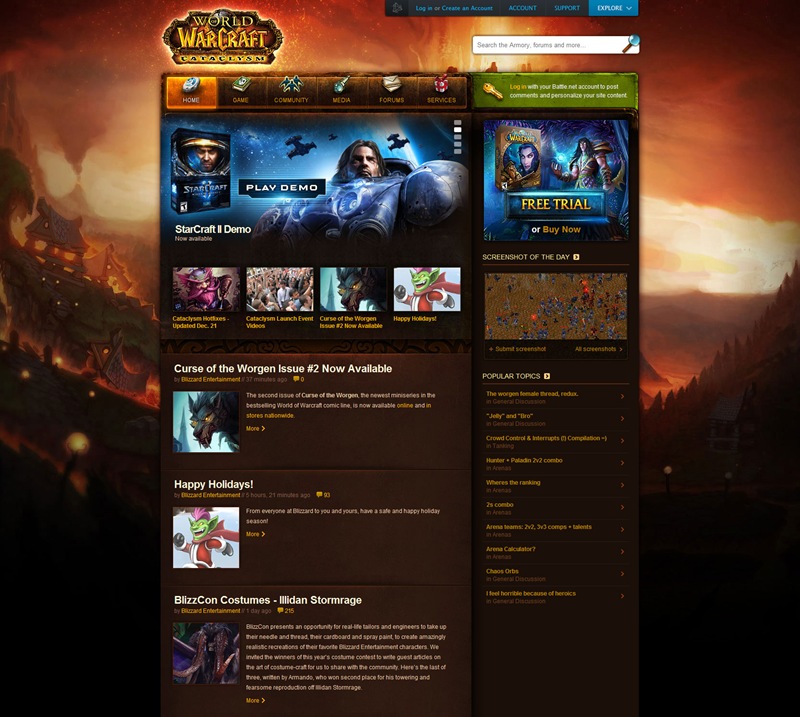 Log in or Create an Account
ACCOUNT
SUPPORT
EXPLORE
WORLD
WARCRAFT
CATACLYSM
Search the Armory, forums and more...
HOME
GAME
COMMUNITY
MEDIA
FORUMS
SERVICES
Log in with your Battle.net account to post
comments and personalize your site content.
STARCRAFT
PLAY DEMO
StarCraft II Demo
Now available
FREE TRIAL
or Buy Now
Cataclysm Hotfixes -
Updated Dec. 21
Cataclysm Launch Event
Videos
Curse of the Worgen
Issue #2 Now Available
Happy Holidays!
SCREENSHOT OF THE DAY
+ Submit screenshot
All screenshots >
Curse of the Worgen Issue #2 Now Available
by Blizzard Entertainment // 37 minutes ago 0
The second issue of Curse of the Worgen, the newest miniseries in the
bestselling World of Warcraft comic line, is now available online and in
stores nationwide.
More >
Happy Holidays!
by Blizzard Entertainment // 5 hours, 21 minutes ago 93
From everyone at Blizzard to you and yours, have a safe and happy holiday
season!
More >
BlizzCon Costumes - Illidan Stormrage
by Blizzard Entertainment // 1 day ago 215
BlizzCon presents an opportunity for real-life tailors and engineers to take up
their needle and thread, their cardboard and spray paint, to create amazingly
realistic recreations of their favorite Blizzard Entertainment characters. We
invited the winners of this year's costume contest to write guest articles on
the art of costume-craft for us to share with the community. Here's the last of
three, written by Armando, who won second place for his towering and
fearsome reproduction off Illidan Stormrage.
More >
POPULAR TOPICS
The worgen female thread, redux.
in General Discussion
"Jelly" and "Bro"
in General Discussion
Crowd Control & Interrupts (!) Compilation =)
in Tanking
Hunter + Paladin 2v2 combo
in Arenas
Wheres the ranking
in Arenas
2s combo
in Arenas
Arena teams: 2v2, 3v3 comps + talents
in Arenas
Arena Calculator?
in Arenas
Chaos Orbs
in General Discussion
I feel horrible because of heroics
in General Discussion